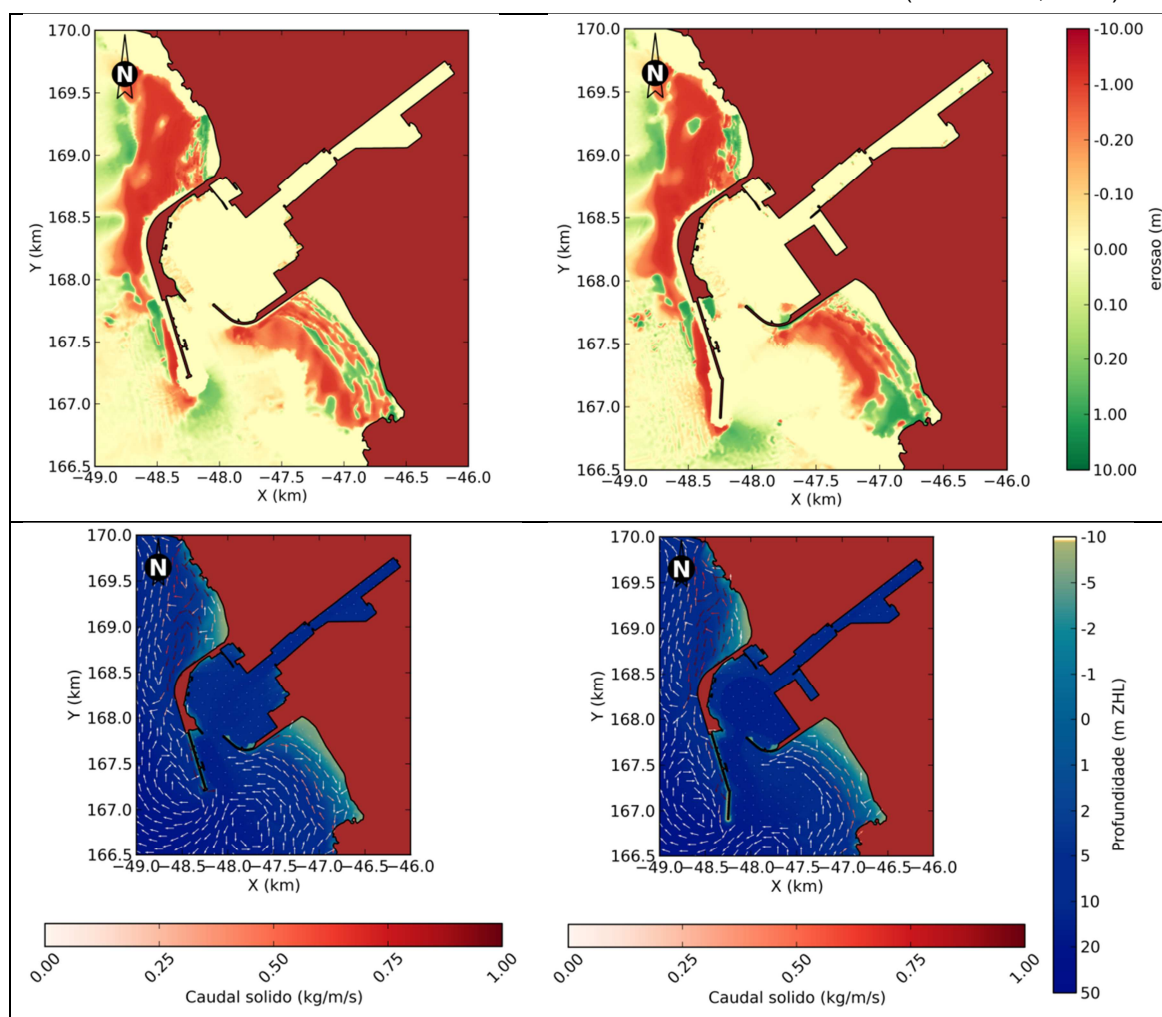 N
170.0
169.5
169.0
168.5
168.0
167.5
167.0
166.5
Y (km)
−49.0 −48.5 −48.0 −47.5 −47.0 −46.5 −46.0
X (km)
N
170.0
169.5
169.0
168.5
168.0
167.5
167.0
166.5
Y (km)
−49.0 −48.5 −48.0 −47.5 −47.0 −46.5 −46.0
X (km)
-10.00
-1.00
-0.20
-0.10
0.00
0.10
0.20
1.00
10.00
erosao (m)
N
170.0
169.5
169.0
168.5
168.0
167.5
167.0
166.5
Y (km)
−49.0−48.5−48.0−47.5−47.0−46.5−46.0
X (km)
N
170.0
169.5
169.0
168.5
168.0
167.5
167.0
166.5
Y (km)
−49.0−48.5−48.0−47.5−47.0−46.5−46.0
X (km)
-10
-5
-2
-1
0
1
2
5
10
20
50
Profundidade (m ZHL)
0.00 0.25 0.50 0.75 1.00
Caudal solido (kg/m/s)
0.00 0.25 0.50 0.75 1.00
Caudal solido (kg/m/s)